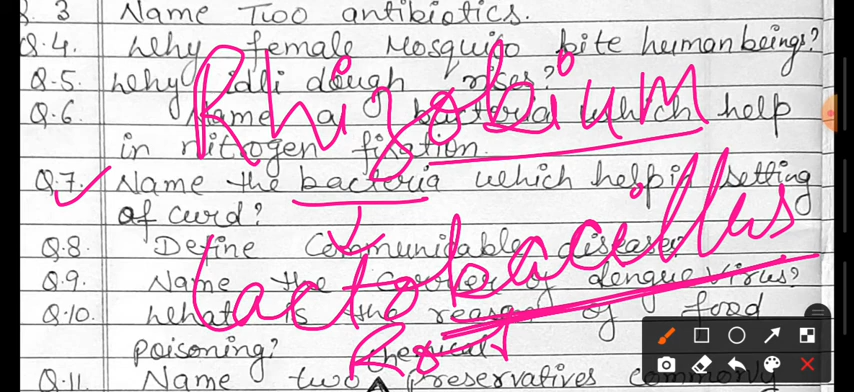 Q.3 Name Two antibiotics.
Q.4. Why female Mosquito bite human beings?
Q.5. Why idli dough rises?
Rhizobium
Q.6 Name a bacteria which help
in nitrogen fixation.
Q.7. Name the bacteria which help in setting
of curd?
Lactobacillus
Q.8. Define Communicable disease?
Q.9. Name the carrier of dengue virus?
Q.10. What is the reason of food
poisoning?
Q.11. Name two preservatives commonly